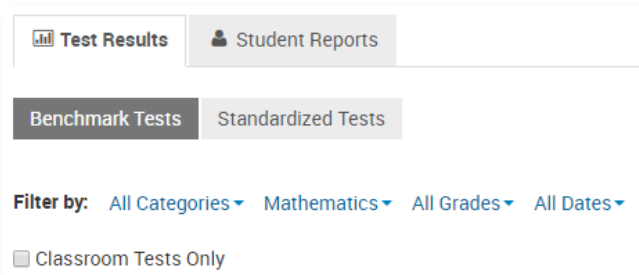 Test Results Student Reports
Benchmark Tests Standardized Tests
Filter by: All Categories Mathematics All Grades All Dates
Classroom Tests Only